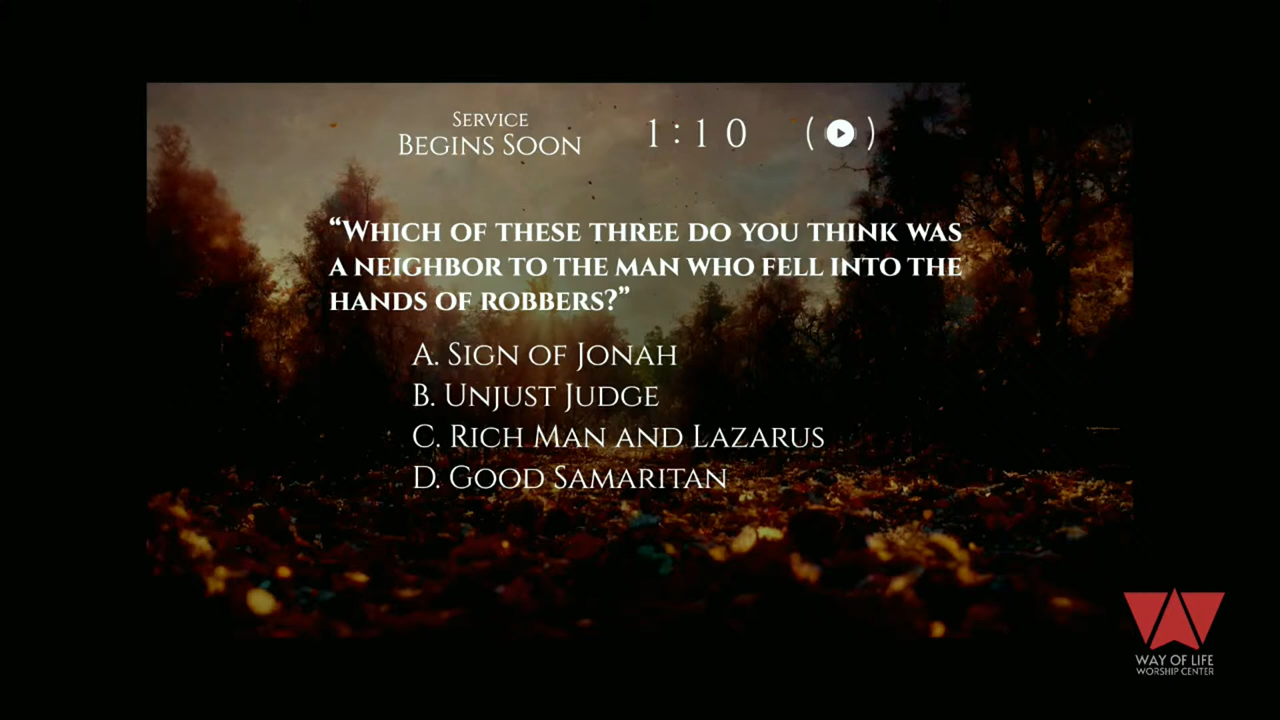 SERVICE
BEGINS SOON
1:10
“WHICH OF THESE THREE DO YOU THINK WAS
A NEIGHBOR TO THE MAN WHO FELL INTO THE
HANDS OF ROBBERS?”
A. SIGN OF JONAH
B. UNJUST JUDGE
C. RICH MAN AND LAZARUS
D. GOOD SAMARITAN
WAY OF LIFE
WORSHIP CENTER